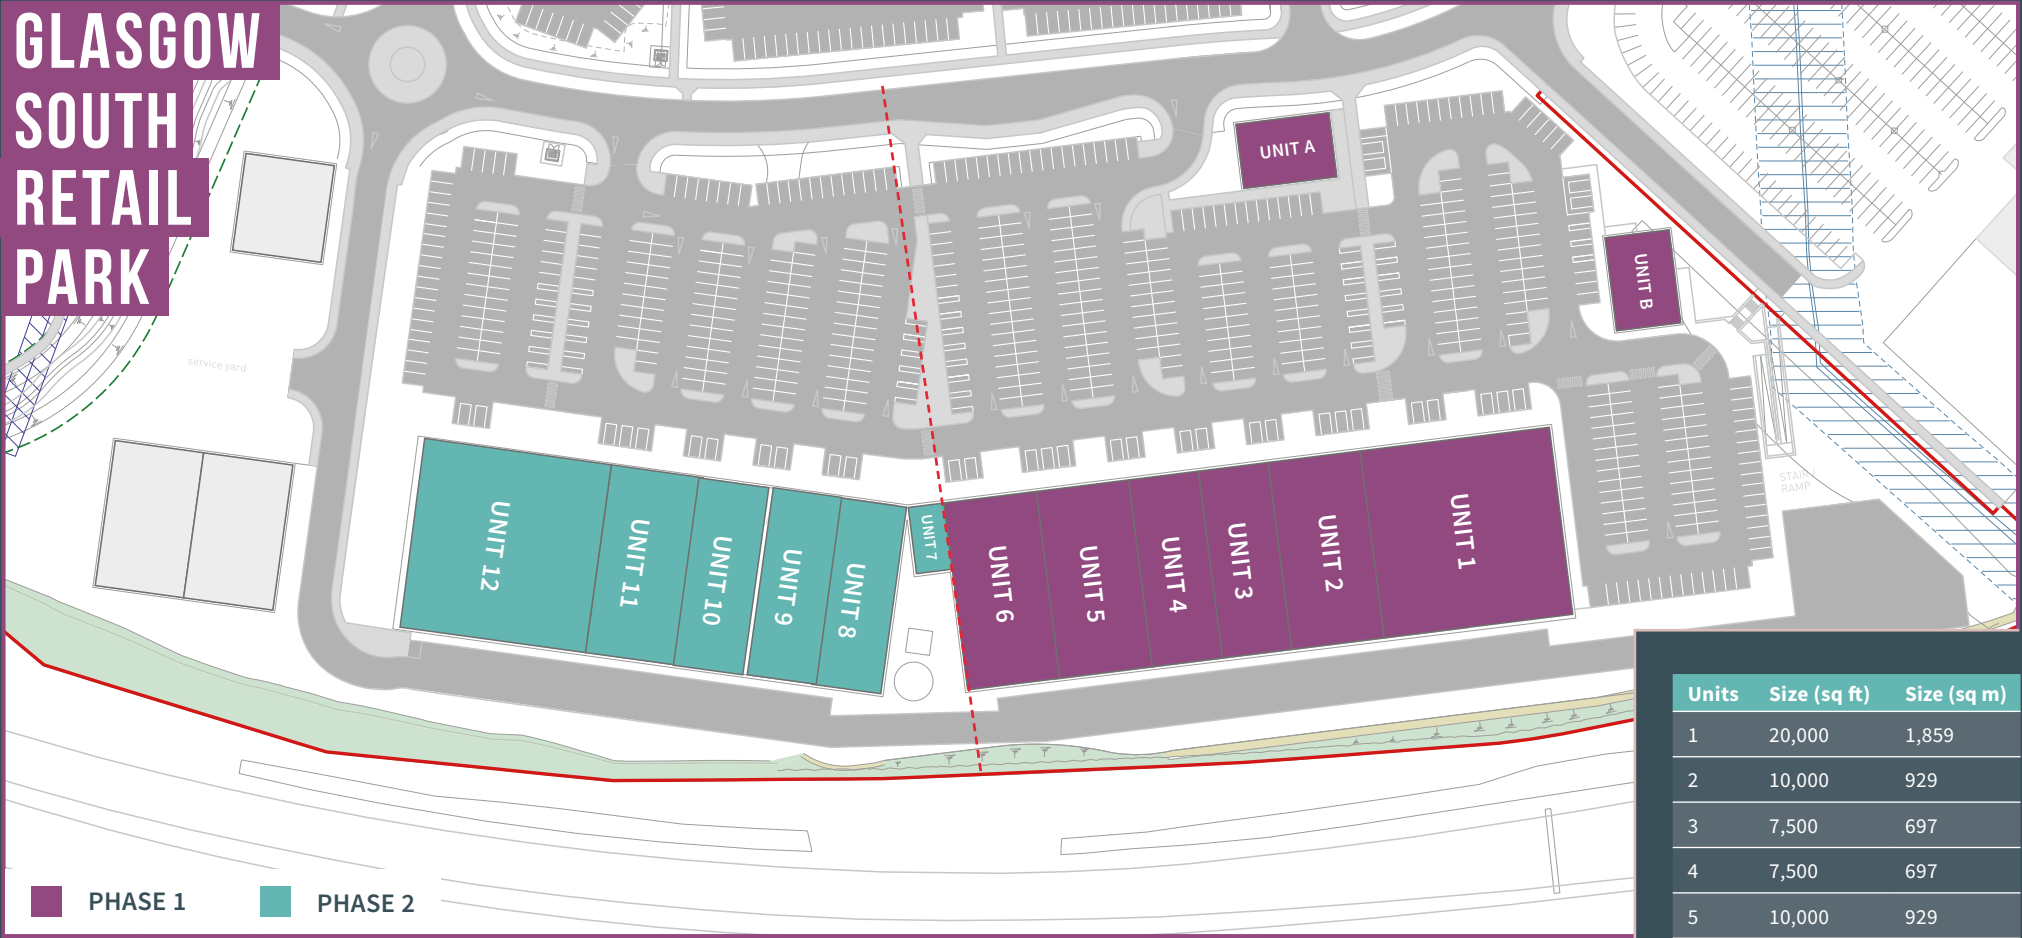 GLASGOW
SOUTH
RETAIL
PARK
UNIT A
UNIT B
service yard
STAIR /
RAMP
UNIT 12
UNIT 11
UNIT 10
UNIT 9
UNIT 8
UNIT 7
UNIT 6
UNIT 5
UNIT 4
UNIT 3
UNIT 2
UNIT 1
PHASE 1
PHASE 2
Units Size (sq ft) Size (sq m)
1 20,000 1,859
2 10,000 929
3 7,500 697
4 7,500 697
5 10,000 929